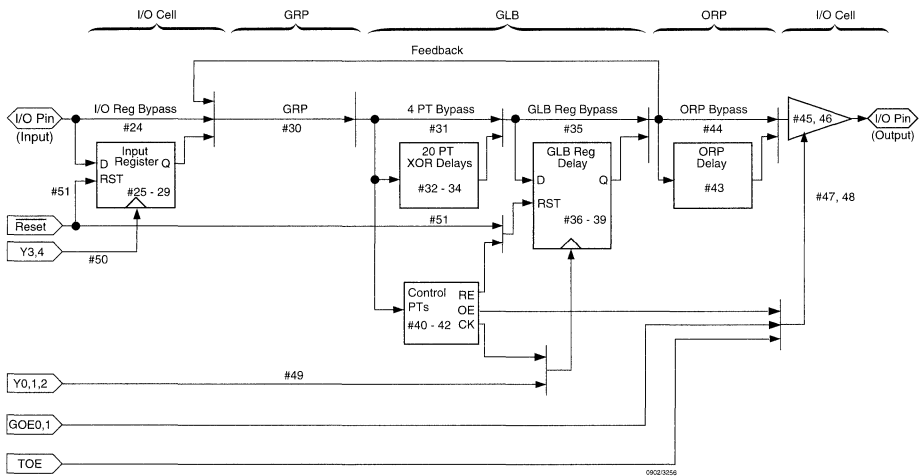 I/O Cell GRP GLB ORP I/O Cell
Feedback
I/O Pin
(Input)
I/O Reg Bypass
#24
GRP
#30
4 PT Bypass
#31
GLB Reg Bypass
#35
ORP Bypass
#44
#45, 46
I/O Pin
(Output)
Input
Register
D Q
RST
#25 - 29
#51
20 PT
XOR Delays
#32 - 34
GLB Reg
Delay
D Q
RST
#36 - 39
ORP
Delay
#43
#47, 48
Reset
#51
Y3,4
#50
Control
PTs
#40 - 42
RE
OE
CK
Y0,1,2
#49
GOE0,1
TOE
0902/3256